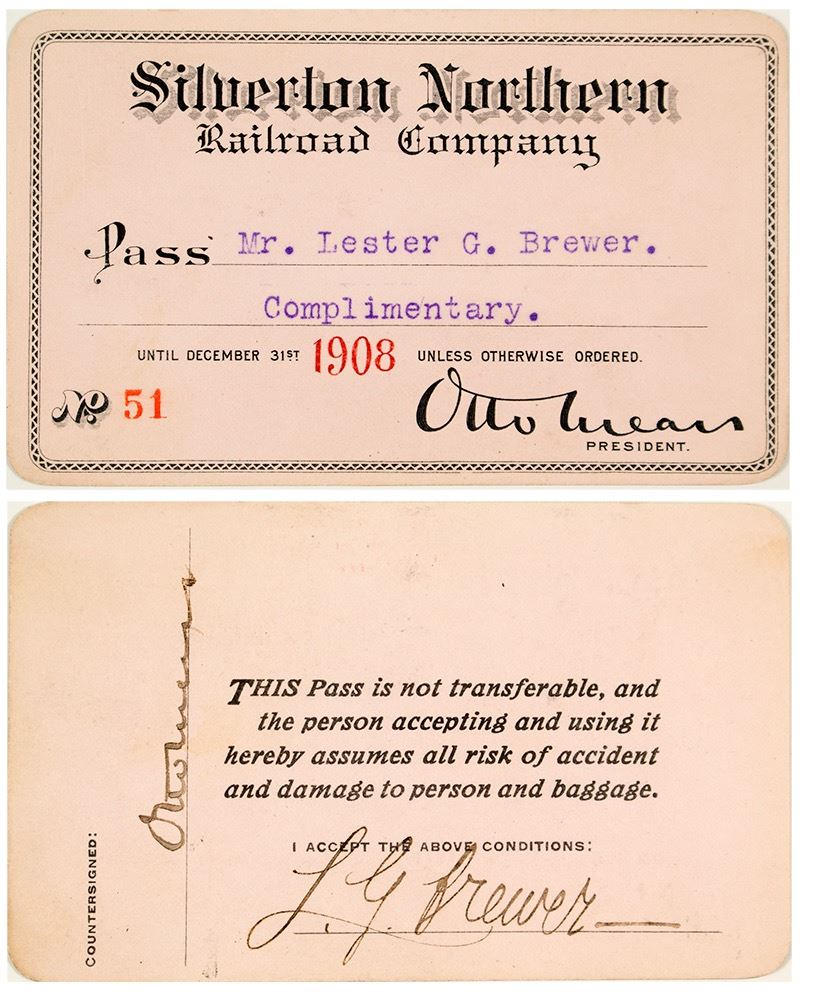 Silverton Northern
Railroad Company
Pass Mr. Lester G. Brewer.
Complimentary.
UNTIL DECEMBER 31ST 1908 UNLESS OTHERWISE ORDERED.
No 51
Otto Mears
PRESIDENT.
COUNTERSIGNED:
Otto Mears
THIS Pass is not transferable, and
the person accepting and using it
hereby assumes all risk of accident
and damage to person and baggage.
I ACCEPT THE ABOVE CONDITIONS:
L. G. Brewer